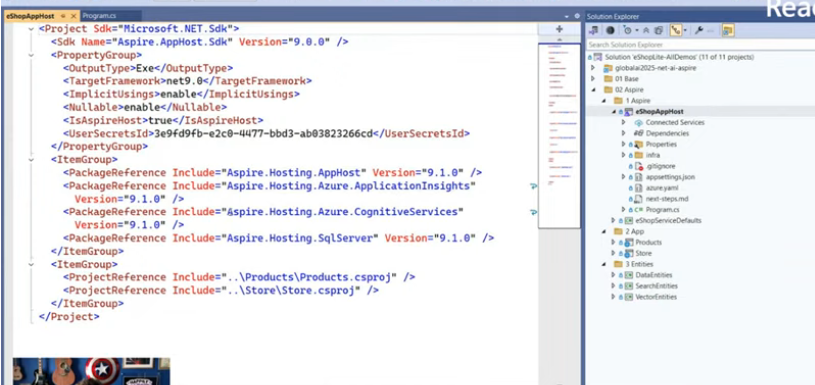 Read
eShopAppHost
Program.cs
<Project Sdk="Microsoft.NET.Sdk">
<Sdk Name="Aspire.AppHost.Sdk" Version="9.0.0" />
<PropertyGroup>
<OutputType>Exe</OutputType>
<TargetFramework>net9.0</TargetFramework>
<ImplicitUsings>enable</ImplicitUsings>
<Nullable>enable</Nullable>
<IsAspireHost>true</IsAspireHost>
<UserSecretsId>3e9fd9fb-e2c0-4477-bbd3-ab03823266cd</UserSecretsId>
</PropertyGroup>
<ItemGroup>
<PackageReference Include="Aspire.Hosting.AppHost" Version="9.1.0" />
<PackageReference Include="Aspire.Hosting.Azure.ApplicationInsights"
Version="9.1.0" />
<PackageReference Include="Aspire.Hosting.Azure.CognitiveServices"
Version="9.1.0" />
<PackageReference Include="Aspire.Hosting.SqlServer" Version="9.1.0" />
</ItemGroup>
<ItemGroup>
<ProjectReference Include="..\Products\Products.csproj" />
<ProjectReference Include="..\Store\Store.csproj" />
</ItemGroup>
</Project>
Solution Explorer
Search Solution Explorer
Solution 'eShopLite-AllDemos' (11 of 11 projects)
globalai2025-net-ai-aspire
01 Base
02 Aspire
1 Aspire
eShopAppHost
Connected Services
Dependencies
Properties
infra
.gitignore
appsettings.json
azure.yaml
next-steps.md
C# Program.cs
eShopServiceDefaults
2 App
Products
Store
3 Entities
DataEntities
SearchEntities
VectorEntities